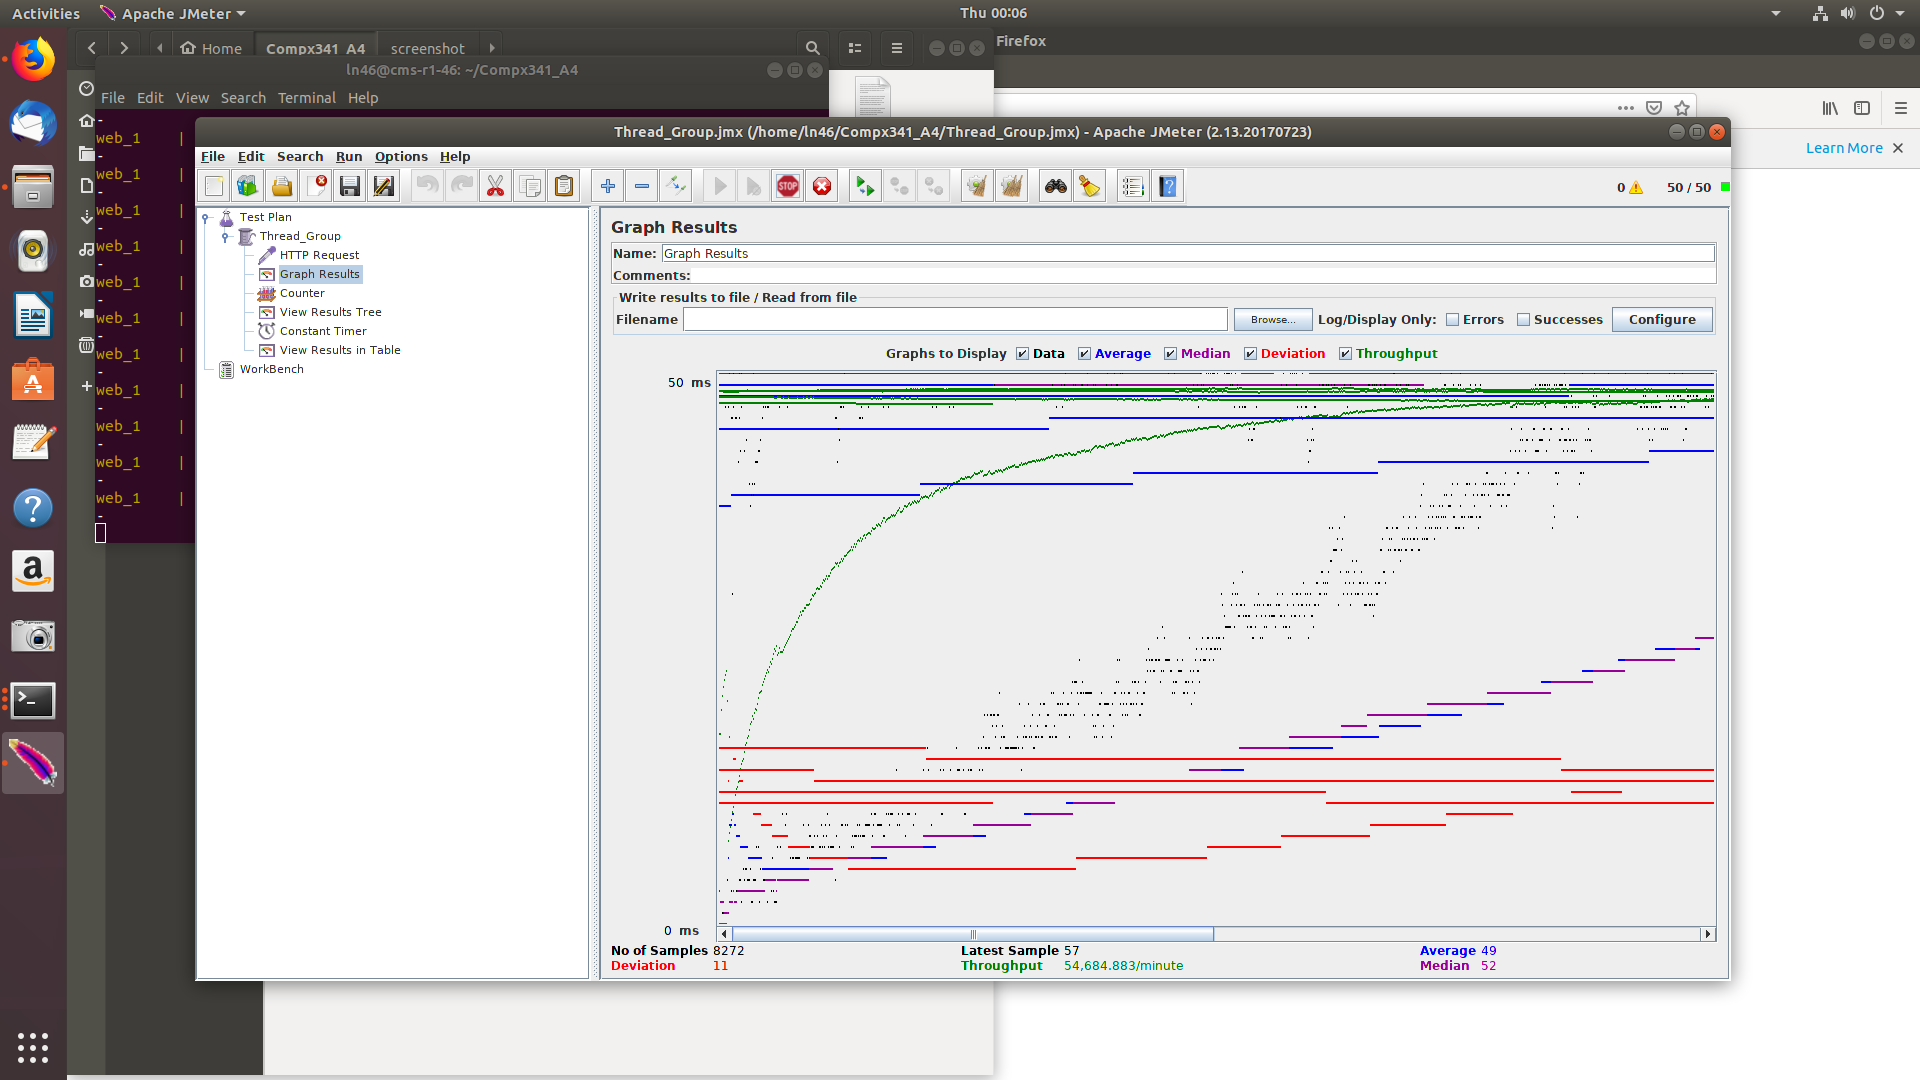 Activities
Apache JMeter
Thu 00:06
Home
Compx341_A4
screenshot
Firefox
ln46@cms-r1-46: ~/Compx341_A4
File Edit View Search Terminal Help
-
web_1 |
-
web_1 |
-
web_1 |
-
web_1 |
-
web_1 |
-
web_1 |
-
web_1 |
-
web_1 |
-
web_1 |
-
web_1 |
-
web_1 |
-
Learn More
Thread_Group.jmx (/home/ln46/Compx341_A4/Thread_Group.jmx) - Apache JMeter (2.13.20170723)
File Edit Search Run Options Help
STOP
0
50 / 50
Test Plan
Thread_Group
HTTP Request
Graph Results
Counter
View Results Tree
Constant Timer
View Results in Table
WorkBench
Graph Results
Name: Graph Results
Comments:
Write results to file / Read from file
Filename
Browse...
Log/Display Only:
Errors
Successes
Configure
Graphs to Display
Data
Average
Median
Deviation
Throughput
50 ms
0 ms
No of Samples 8272
Latest Sample 57
Average 49
Deviation 11
Throughput 54,684.883/minute
Median 52